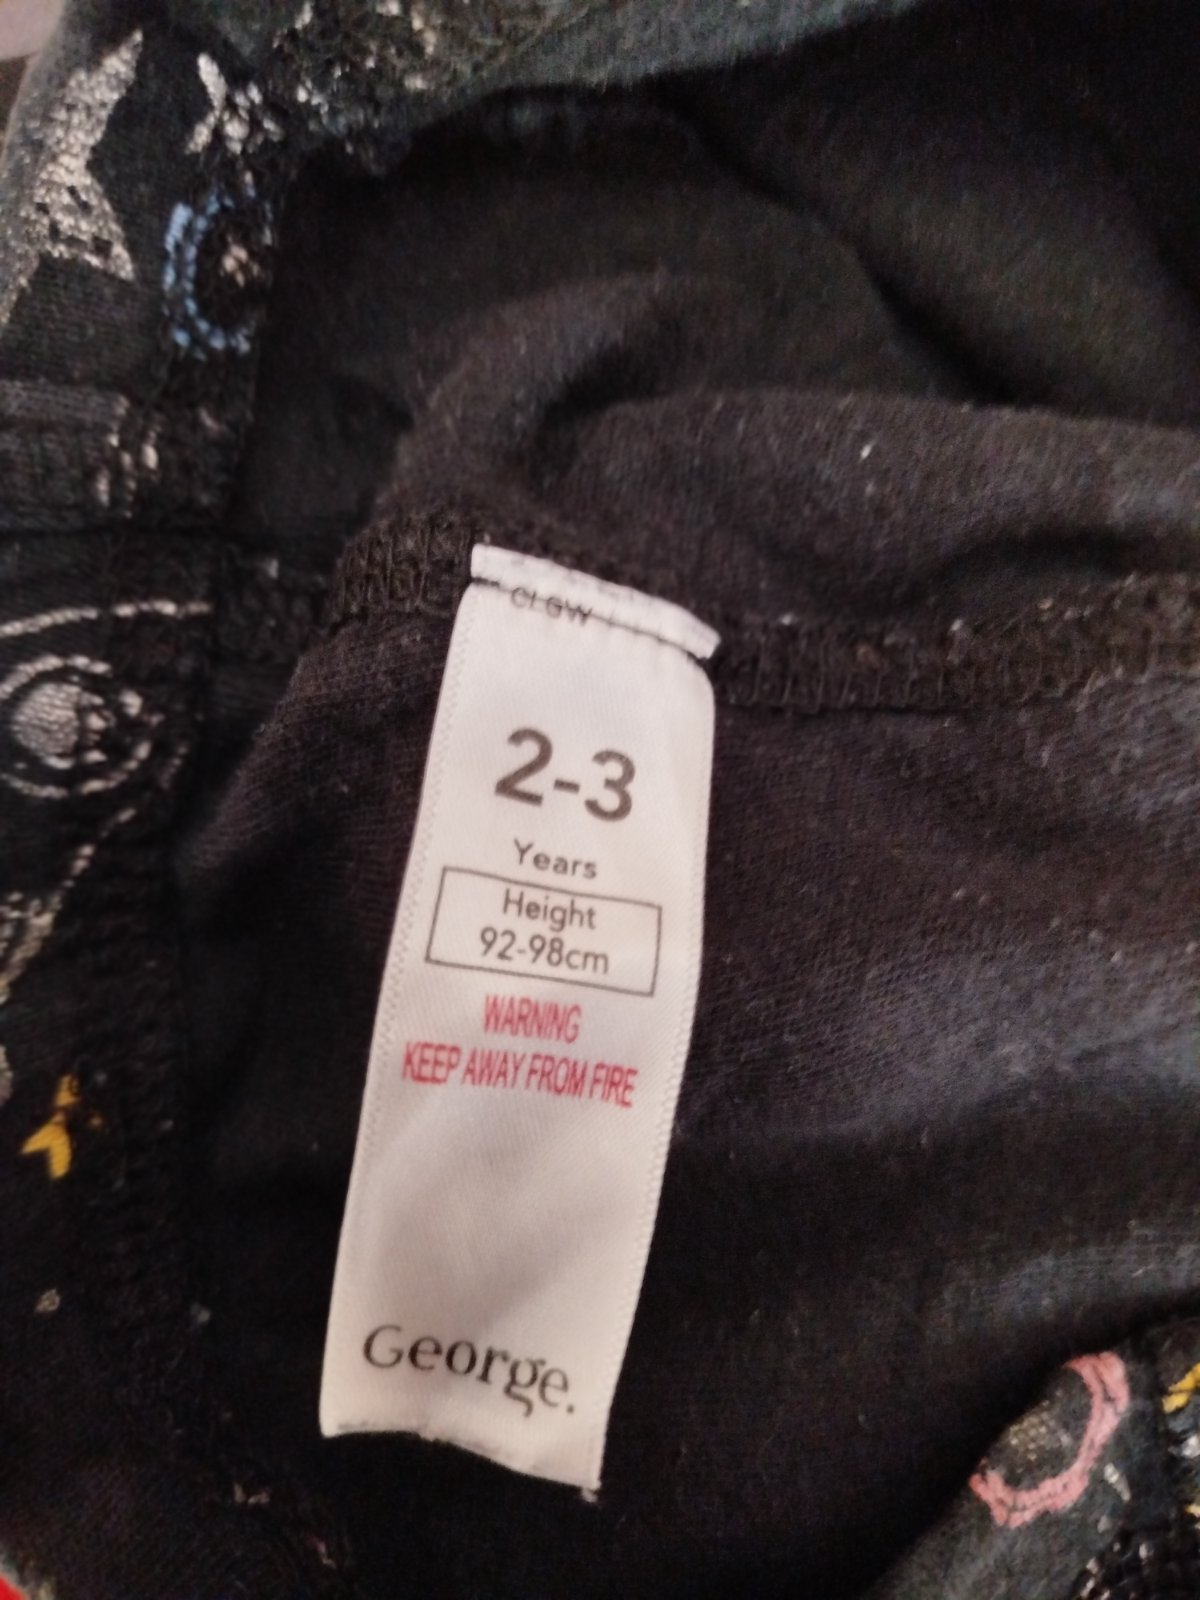 CLGW
2-3
Years
Height
92-98cm
WARNING
KEEP AWAY FROM FIRE
George.